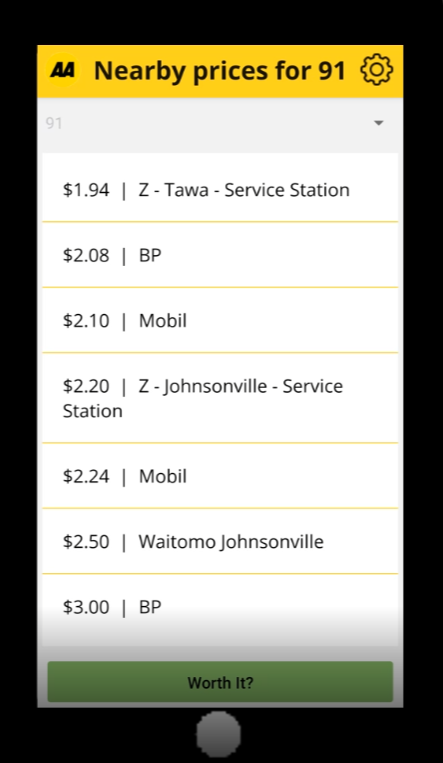 AA Nearby prices for 91
91
$1.94 | Z - Tawa - Service Station
$2.08 | BP
$2.10 | Mobil
$2.20 | Z - Johnsonville - Service
Station
$2.24 | Mobil
$2.50 | Waitomo Johnsonville
$3.00 | BP
Worth It?